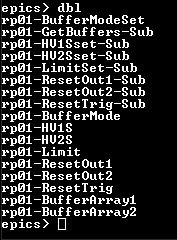 epics> dbl
rp01-BufferModeSet
rp01-GetBuffers-Sub
rp01-HV1Sset-Sub
rp01-HV2Sset-Sub
rp01-LimitSet-Sub
rp01-ResetOut1-Sub
rp01-ResetOut2-Sub
rp01-ResetTrig-Sub
rp01-BufferMode
rp01-HV1S
rp01-HV2S
rp01-Limit
rp01-ResetOut1
rp01-ResetOut2
rp01-ResetTrig
rp01-BufferArray1
rp01-BufferArray2
epics>